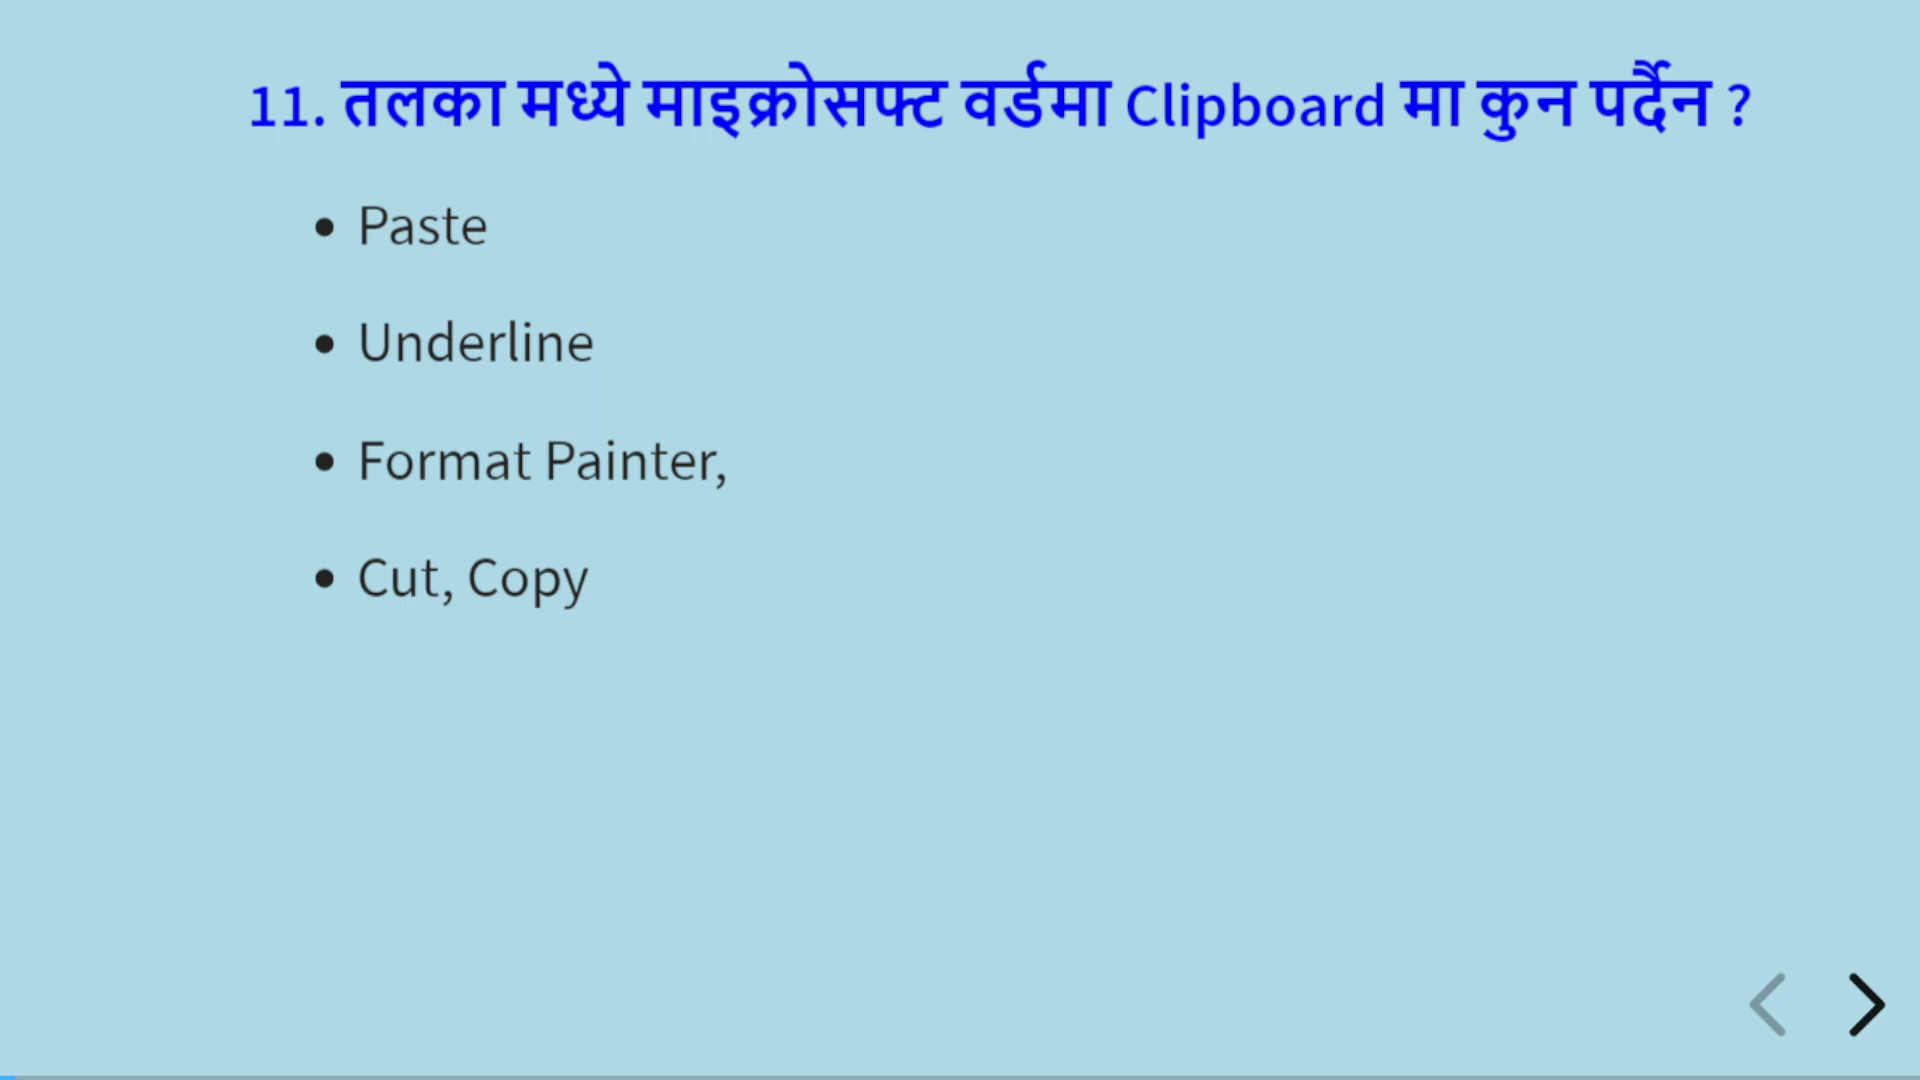 11. तलका मध्ये माइक्रोसफ्ट वर्डमा Clipboard मा कुन पर्दैन ?
• Paste
• Underline
• Format Painter,
• Cut, Copy